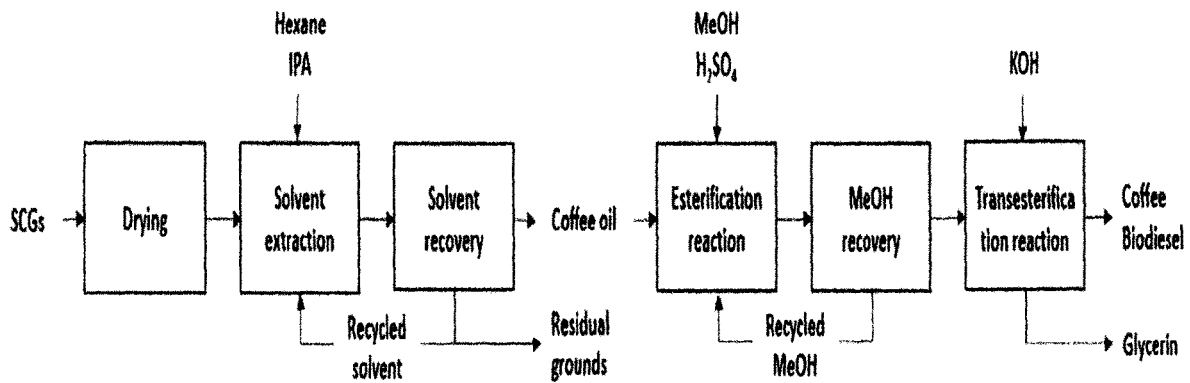 Hexane
IPA
MeOH
H₂SO₄
KOH
SCGs
Drying
Solvent
extraction
Solvent
recovery
Coffee oil
Esterification
reaction
MeOH
recovery
Transesterifica
tion reaction
Coffee
Biodiesel
Recycled
solvent
Residual
grounds
Recycled
MeOH
Glycerin